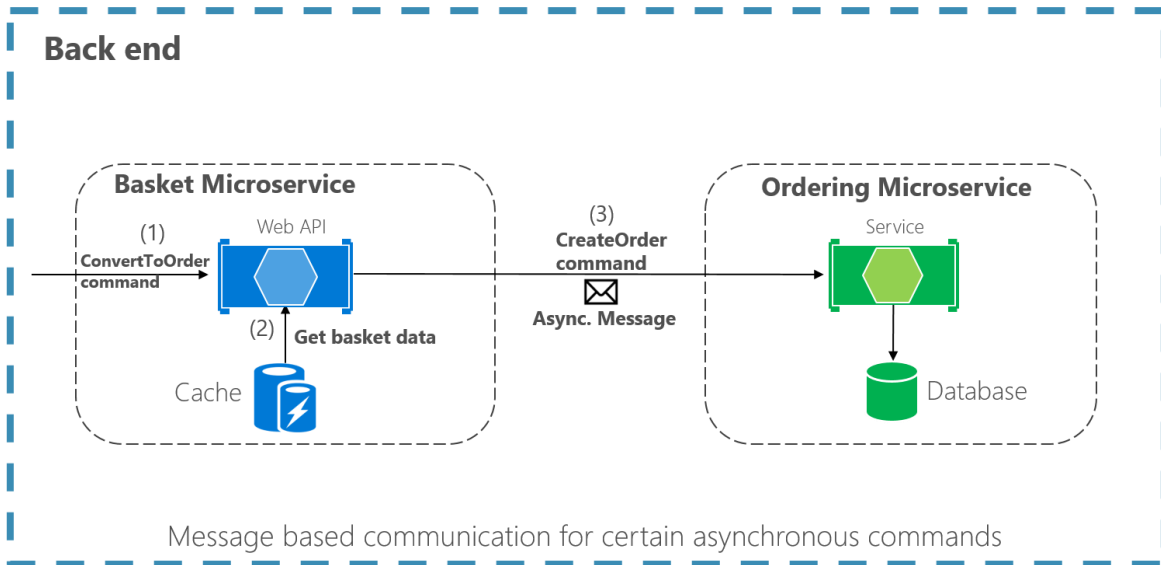 Back end
Basket Microservice
Web API
(1)
ConvertToOrder
command
(2)
Get basket data
Cache
(3)
CreateOrder
command
Async. Message
Ordering Microservice
Service
Database
Message based communication for certain asynchronous commands